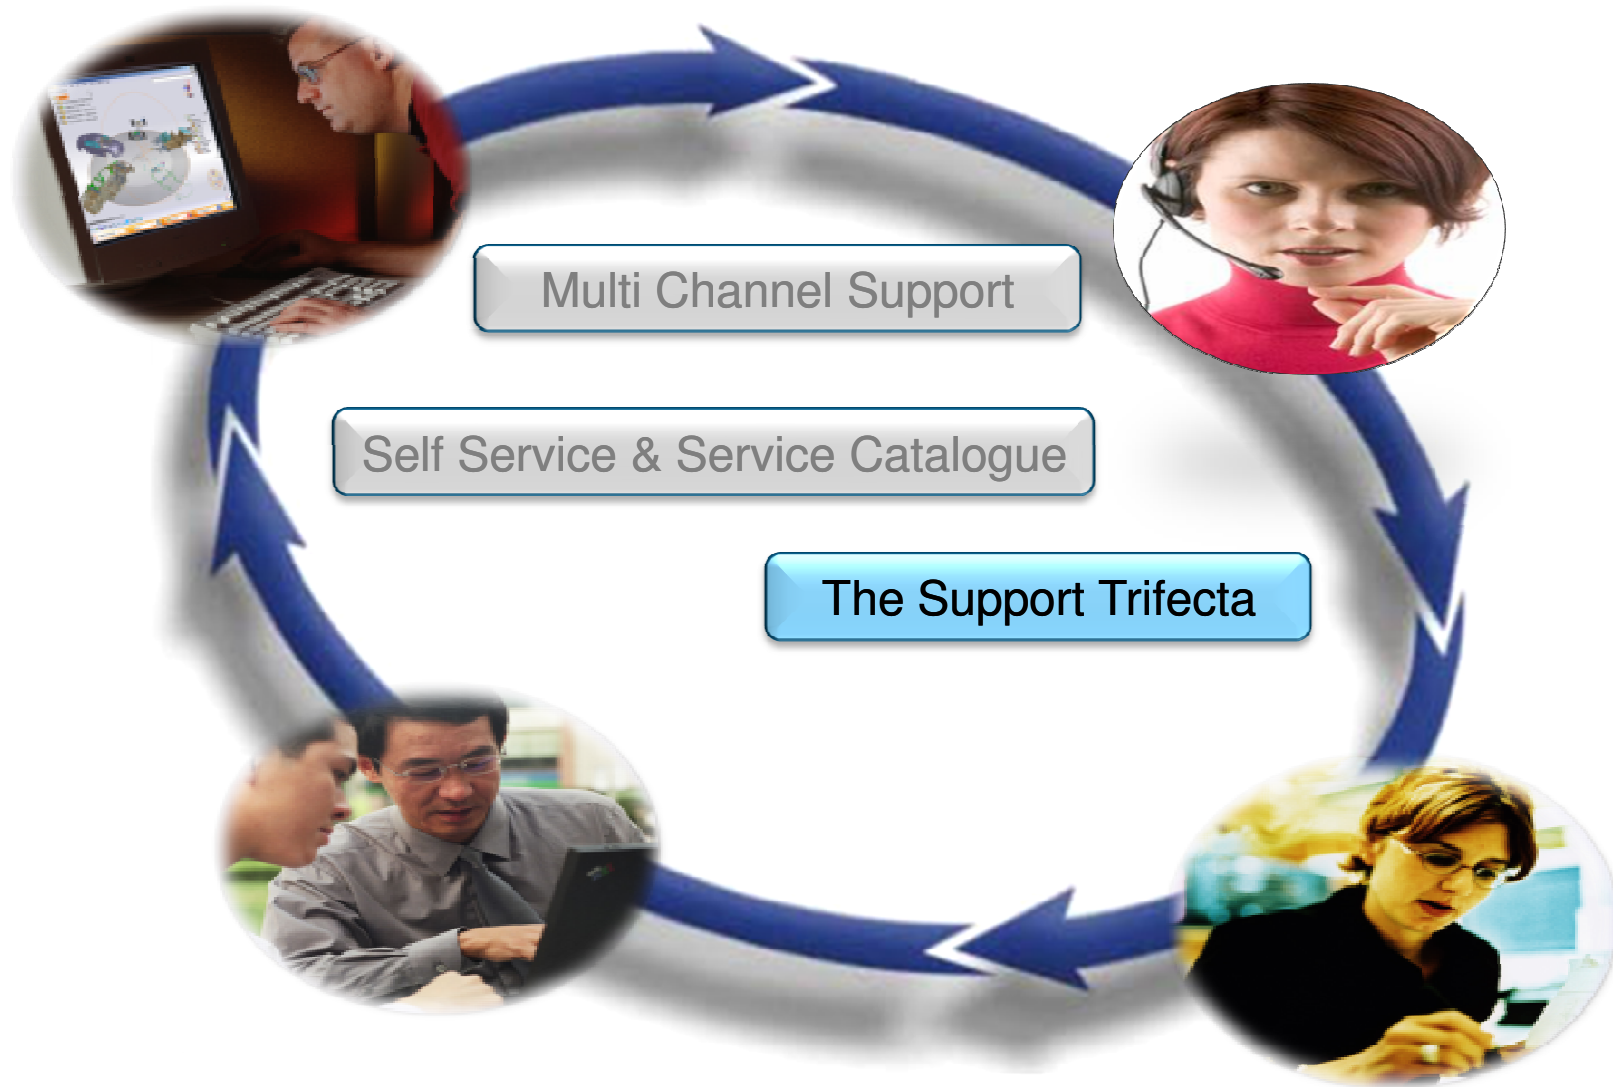 Multi Channel Support
Self Service & Service Catalogue
The Support Trifecta